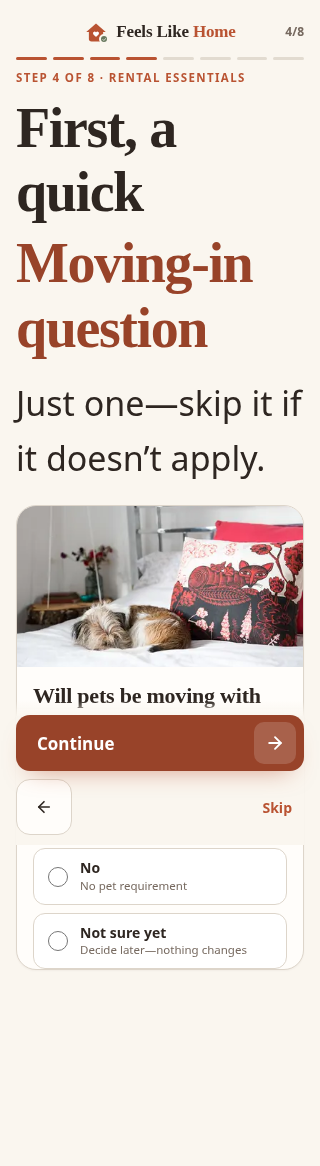 Feels Like Home
4/8
STEP 4 OF 8 · RENTAL ESSENTIALS
First, a
quick
Moving-in
question
Just one—skip it if
it doesn’t apply.
Will pets be moving with
Continue
Skip
No
No pet requirement
Not sure yet
Decide later—nothing changes